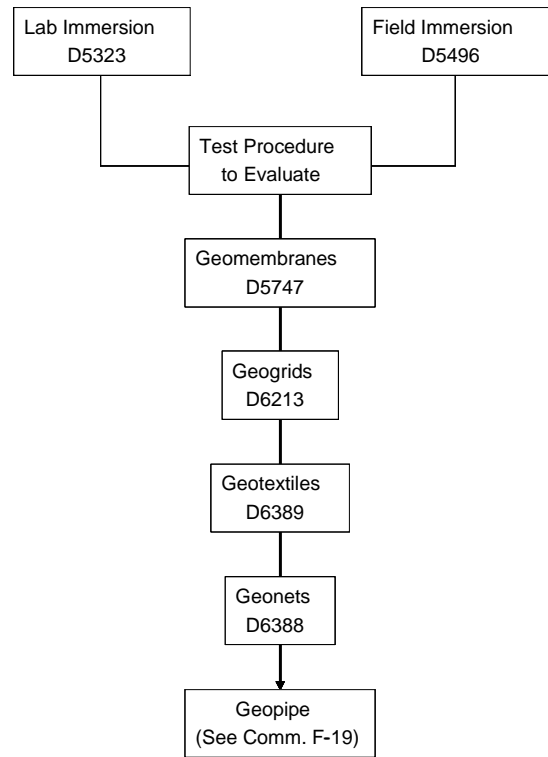 Lab Immersion
D5323
Field Immersion
D5496
Test Procedure
to Evaluate
Geomembranes
D5747
Geogrids
D6213
Geotextiles
D6389
Geonets
D6388
Geopipe
(See Comm. F-19)